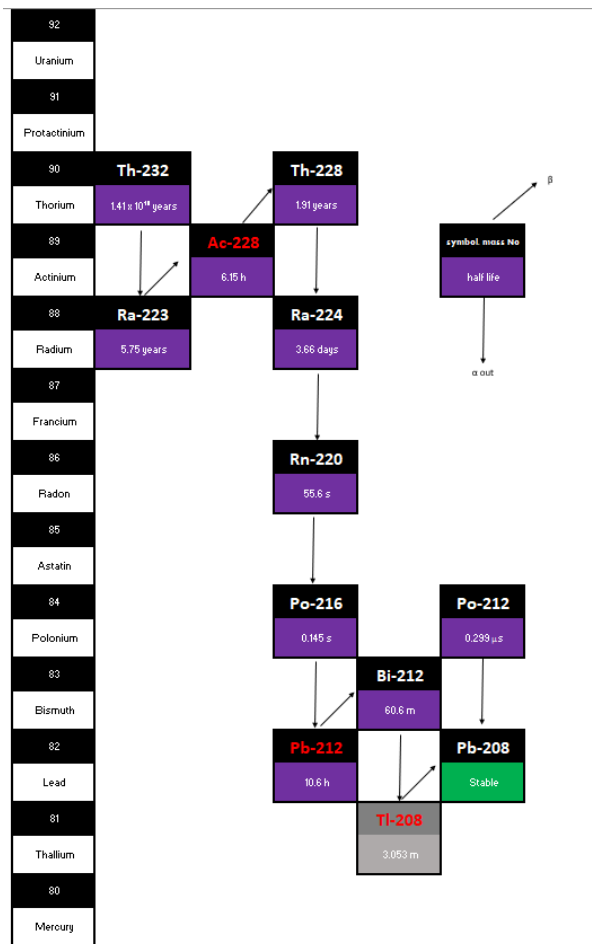 92
Uranium
91
Protactinium
90
Th-232
Th-228
Thorium
1.41 x 10¹⁰ years
1.91 years
β
89
Ac-228
symbol mass No
Actinium
6.15 h
half life
88
Ra-223
Ra-224
Radium
5.75 years
3.66 days
α out
87
Francium
86
Rn-220
Radon
55.6 s
85
Astatin
84
Po-216
Po-212
Polonium
0.145 s
0.299 µs
83
Bi-212
Bismuth
60.6 m
82
Pb-212
Pb-208
Lead
10.6 h
Stable
81
Tl-208
Thallium
3.053 m
80
Mercury